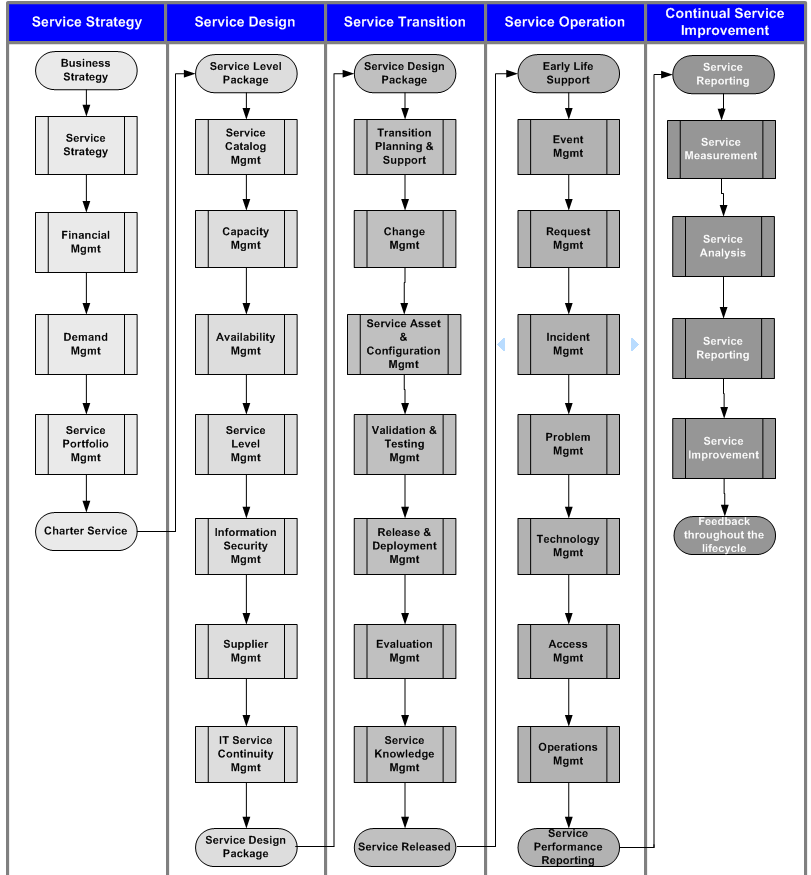 Service Strategy
Service Design
Service Transition
Service Operation
Continual Service
Improvement
Business
Strategy
Service
Strategy
Financial
Mgmt
Demand
Mgmt
Service
Portfolio
Mgmt
Charter Service
Service Level
Package
Service
Catalog
Mgmt
Capacity
Mgmt
Availability
Mgmt
Service
Level
Mgmt
Information
Security
Mgmt
Supplier
Mgmt
IT Service
Continuity
Mgmt
Service Design
Package
Service Design
Package
Transition
Planning &
Support
Change
Mgmt
Service Asset
&
Configuration
Mgmt
Validation &
Testing
Mgmt
Release &
Deployment
Mgmt
Evaluation
Mgmt
Service
Knowledge
Mgmt
Service Released
Early Life
Support
Event
Mgmt
Request
Mgmt
Incident
Mgmt
Problem
Mgmt
Technology
Mgmt
Access
Mgmt
Operations
Mgmt
Service
Performance
Reporting
Service
Reporting
Service
Measurement
Service
Analysis
Service
Reporting
Service
Improvement
Feedback
throughout the
lifecycle